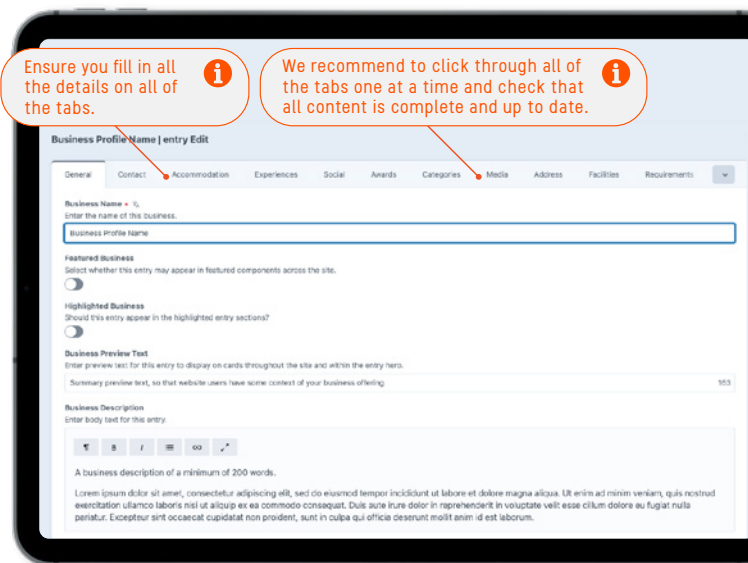 Ensure you fill in all
the details on all of
the tabs.
We recommend to click through all of
the tabs one at a time and check that
all content is complete and up to date.
Business Profile Name | entry Edit
General Contact Accommodation Experiences Social Awards Categories Media Address Facilities Requirements
Business Name
Enter the name of this business.
Business Profile Name
Featured Business
Select whether this entry may appear in featured components across the site.
Highlighted Business
Should this entry appear in the highlighted entry sections?
Business Preview Text
Enter preview text for this entry to display on cards throughout the site and within the entry hero.
Summary preview text, so that website users have some context of your business offering 163
Business Description
Enter body text for this entry.
A business description of a minimum of 200 words.
Lorem ipsum dolor sit amet, consectetur adipiscing elit, sed do eiusmod tempor incididunt ut labore et dolore magna aliqua. Ut enim ad minim veniam, quis nostrud
exercitation ullamco laboris nisi ut aliquip ex ea commodo consequat. Duis aute irure dolor in reprehenderit in voluptate velit esse cillum dolore eu fugiat nulla
pariatur. Excepteur sint occaecat cupidatat non proident, sunt in culpa qui officia deserunt mollit anim id est laborum.